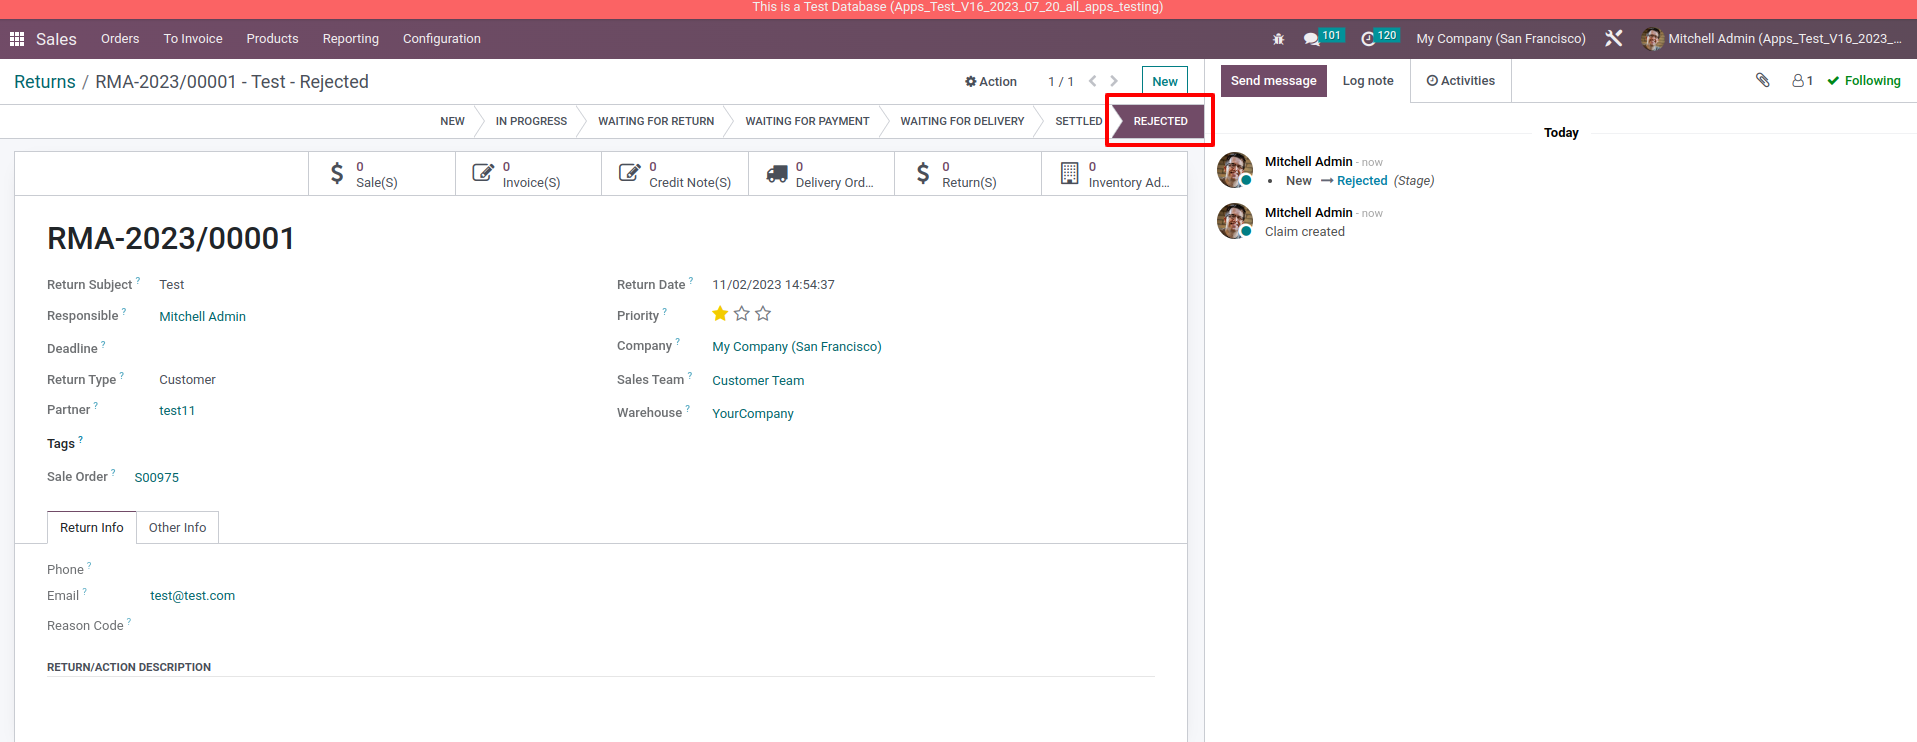 This is a Test Database (Apps_Test_V16_2023_07_20_all_apps_testing)
Sales Orders To Invoice Products Reporting Configuration 101 120 My Company (San Francisco) Mitchell Admin (Apps_Test_V16_2023_...
Returns / RMA-2023/00001 - Test - Rejected Action 1 / 1 New Send message Log note Activities 1 Following
NEW IN PROGRESS WAITING FOR RETURN WAITING FOR PAYMENT WAITING FOR DELIVERY SETTLED REJECTED
Today
0 Sale(S)
0 Invoice(S)
0 Credit Note(S)
0 Delivery Ord...
0 Return(S)
0 Inventory Ad...
RMA-2023/00001
Return Subject ? Test
Responsible ? Mitchell Admin
Deadline ?
Return Type ? Customer
Partner ? test11
Tags ?
Sale Order ? S00975
Return Date ? 11/02/2023 14:54:37
Priority ?
Company ? My Company (San Francisco)
Sales Team ? Customer Team
Warehouse ? YourCompany
Return Info Other Info
Phone ?
Email ? test@test.com
Reason Code ?
RETURN/ACTION DESCRIPTION
Mitchell Admin - now
• New → Rejected (Stage)
Mitchell Admin - now
Claim created